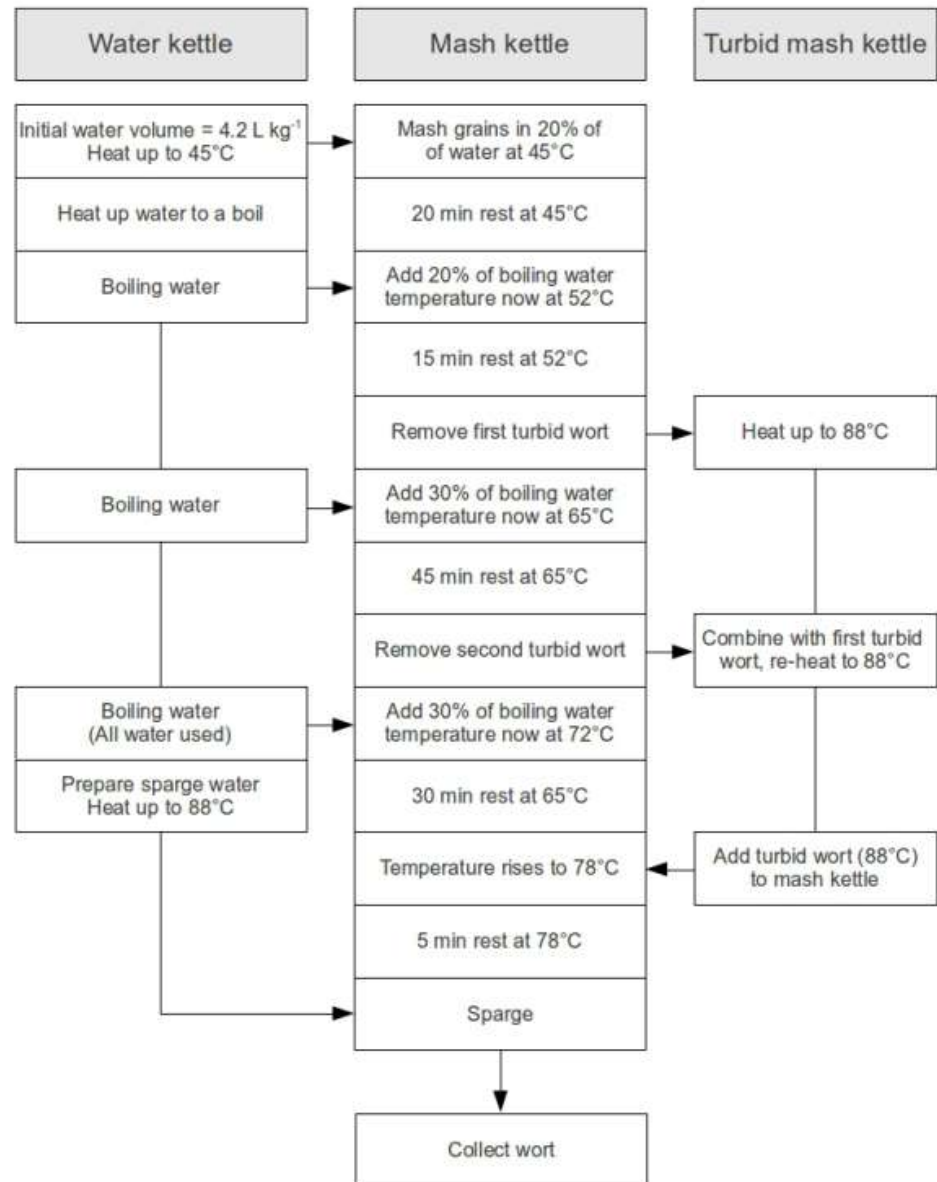 Water kettle
Mash kettle
Turbid mash kettle
Initial water volume = 4.2 L kg⁻¹
Heat up to 45°C
Mash grains in 20% of
of water at 45°C
Heat up water to a boil
20 min rest at 45°C
Boiling water
Add 20% of boiling water
temperature now at 52°C
15 min rest at 52°C
Remove first turbid wort
Heat up to 88°C
Boiling water
Add 30% of boiling water
temperature now at 65°C
45 min rest at 65°C
Remove second turbid wort
Combine with first turbid
wort, re-heat to 88°C
Boiling water
(All water used)
Add 30% of boiling water
temperature now at 72°C
Prepare sparge water
Heat up to 88°C
30 min rest at 65°C
Temperature rises to 78°C
Add turbid wort (88°C)
to mash kettle
5 min rest at 78°C
Sparge
Collect wort